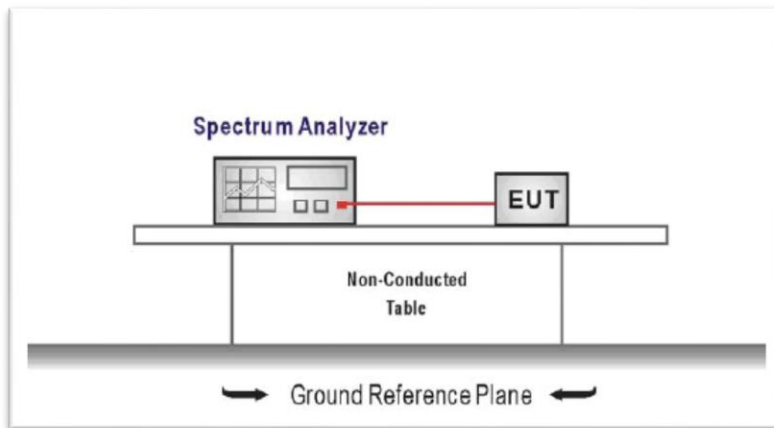 Spectrum Analyzer
EUT
Non-Conducted
Table
Ground Reference Plane